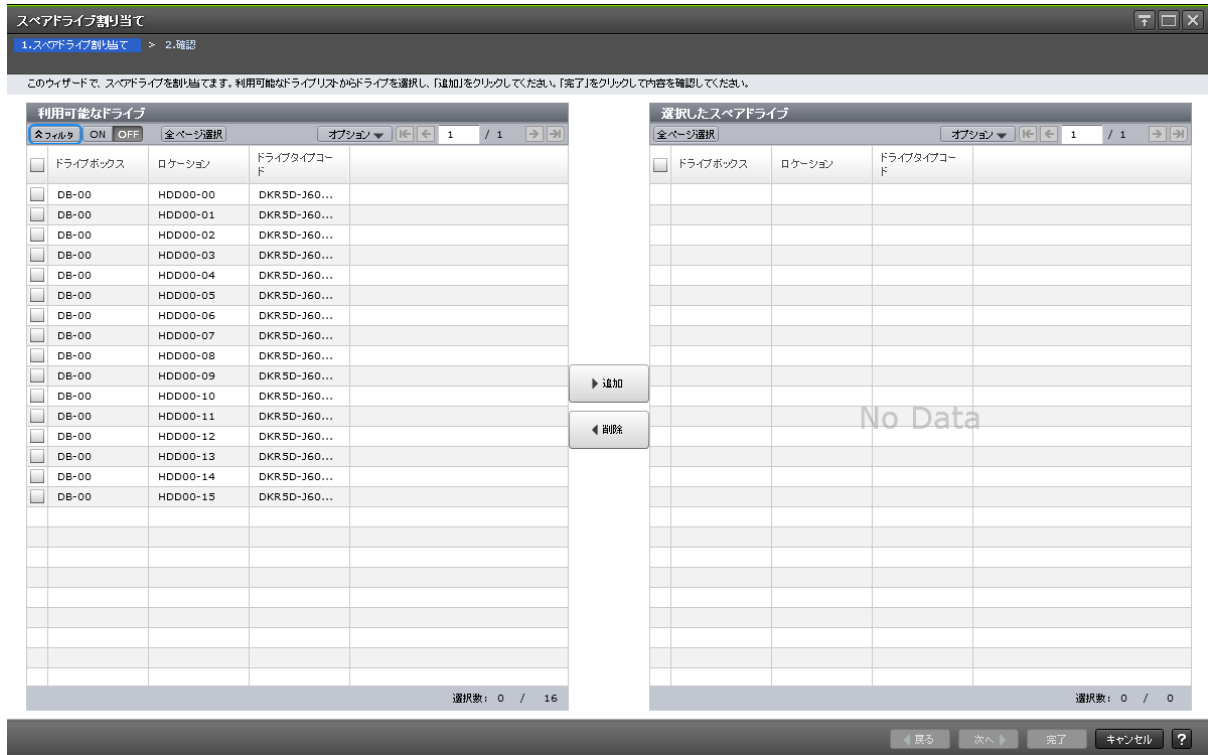 スペアドライブ割り当て
1.スペアドライブ割り当て > 2.確認
このウィザードで、スペアドライブを割り当てます。利用可能なドライブリストからドライブを選択し、「追加」をクリックしてください。「完了」をクリックして内容を確認してください。
利用可能なドライブ
フィルタ ON OFF 全ページ選択 オプション 1 / 1
ドライブボックス ロケーション ドライブタイプコード
DB-00 HDD00-00 DKR5D-J60...
DB-00 HDD00-01 DKR5D-J60...
DB-00 HDD00-02 DKR5D-J60...
DB-00 HDD00-03 DKR5D-J60...
DB-00 HDD00-04 DKR5D-J60...
DB-00 HDD00-05 DKR5D-J60...
DB-00 HDD00-06 DKR5D-J60...
DB-00 HDD00-07 DKR5D-J60...
DB-00 HDD00-08 DKR5D-J60...
DB-00 HDD00-09 DKR5D-J60...
DB-00 HDD00-10 DKR5D-J60...
DB-00 HDD00-11 DKR5D-J60...
DB-00 HDD00-12 DKR5D-J60...
DB-00 HDD00-13 DKR5D-J60...
DB-00 HDD00-14 DKR5D-J60...
DB-00 HDD00-15 DKR5D-J60...
選択数: 0 / 16
追加
削除
選択したスペアドライブ
全ページ選択 オプション 1 / 1
ドライブボックス ロケーション ドライブタイプコード
No Data
選択数: 0 / 0
戻る 次へ 完了 キャンセル ?